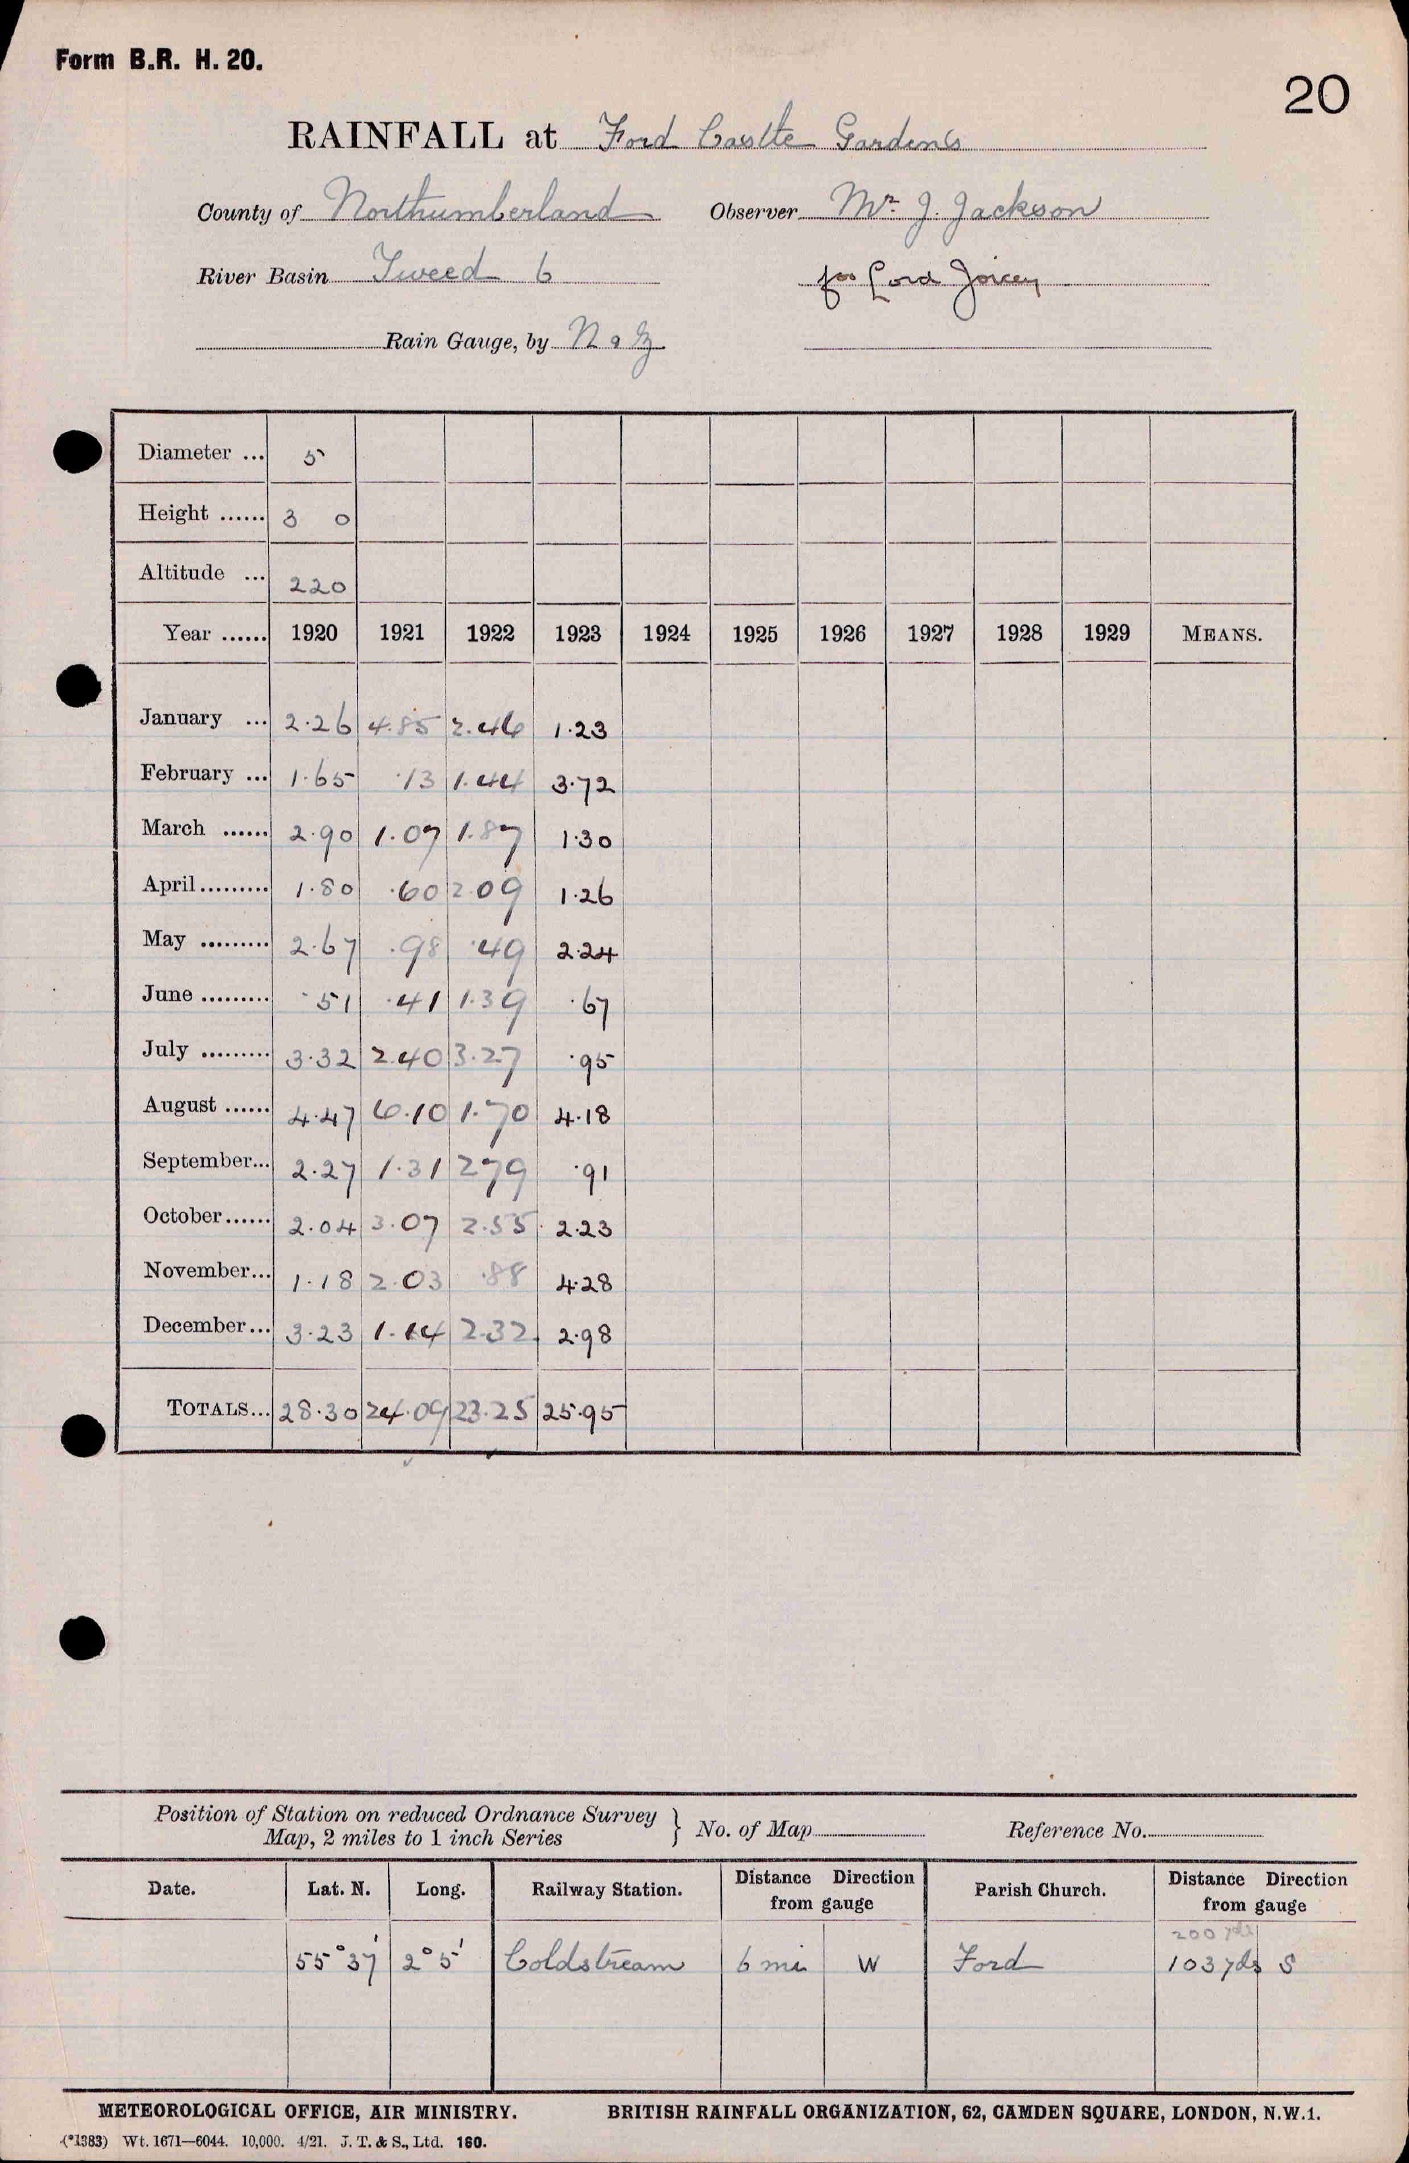 Form B.R. H. 20.
20
RAINFALL at Ford Castle Gardens
County of Northumberland Observer Mr. J. Jackson
River Basin Tweed 6 for Lord Joicey
Rain Gauge, by N & Z
Diameter ... 5
Height ...... 3 0
Altitude ... 220
Year ...... 1920 1921 1922 1923 1924 1925 1926 1927 1928 1929 MEANS.
January ... 2.26 4.85 2.46 1.23
February ... 1.65 .13 1.44 3.72
March ...... 2.90 1.07 1.87 1.30
April ......... 1.80 .60 2.09 1.26
May ......... 2.67 .98 .49 2.24
June ......... .51 .41 1.39 .67
July ......... 3.32 2.40 3.27 .95
August ...... 4.47 6.10 1.70 4.18
September... 2.27 1.31 2.79 .91
October...... 2.04 3.07 2.55 2.23
November... 1.18 2.03 .88 4.28
December... 3.23 1.14 2.32 2.98
TOTALS... 28.30 24.09 23.25 25.95
Position of Station on reduced Ordnance Survey
Map, 2 miles to 1 inch Series } No. of Map Reference No.
Date. Lat. N. Long. Railway Station. Distance Direction from gauge Parish Church. Distance Direction from gauge
200 yds
55° 37' 2° 5' Coldstream 6 mi W Ford 103 yds S
METEOROLOGICAL OFFICE, AIR MINISTRY. BRITISH RAINFALL ORGANIZATION, 62, CAMDEN SQUARE, LONDON, N.W.1.
(*1383) Wt. 1671—6044. 10,000. 4/21. J. T. & S., Ltd. 160.